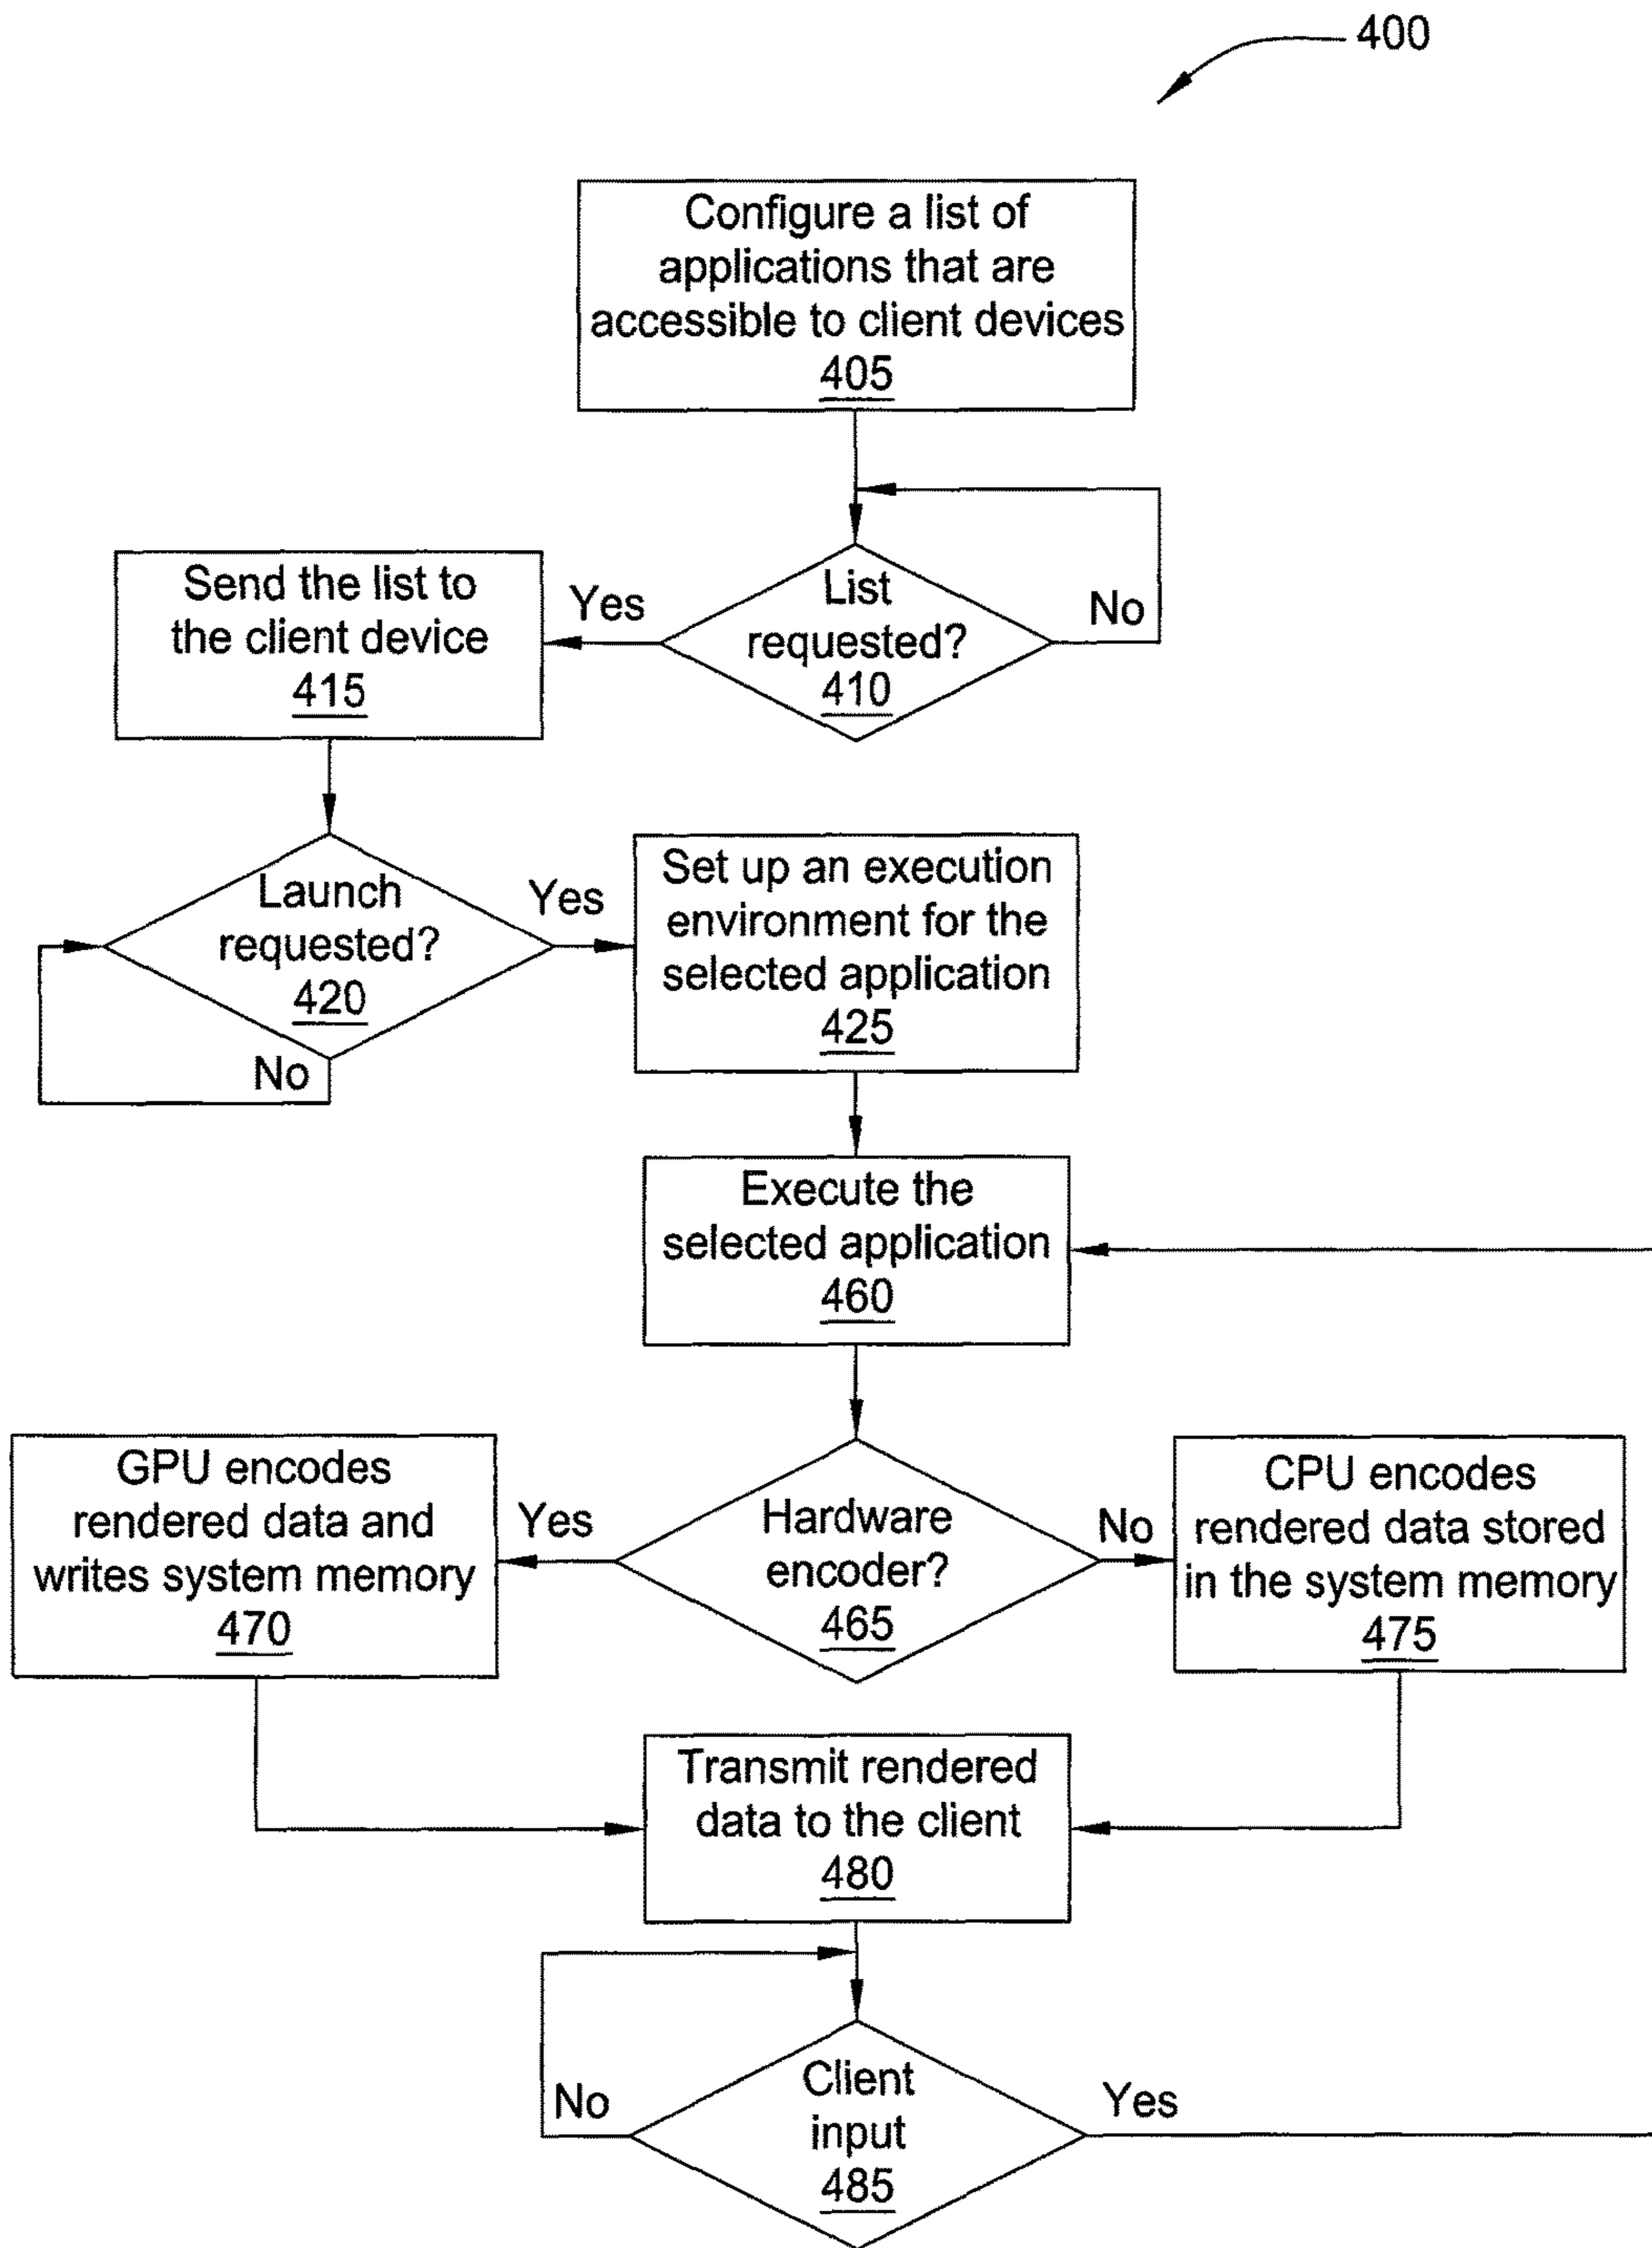 400
Configure a list of
applications that are
accessible to client devices
405
List
requested?
410
Yes
No
Send the list to
the client device
415
Launch
requested?
420
Yes
No
Set up an execution
environment for the
selected application
425
Execute the
selected application
460
Hardware
encoder?
465
Yes
No
GPU encodes
rendered data and
writes system memory
470
CPU encodes
rendered data stored
in the system memory
475
Transmit rendered
data to the client
480
Client
input
485
No
Yes